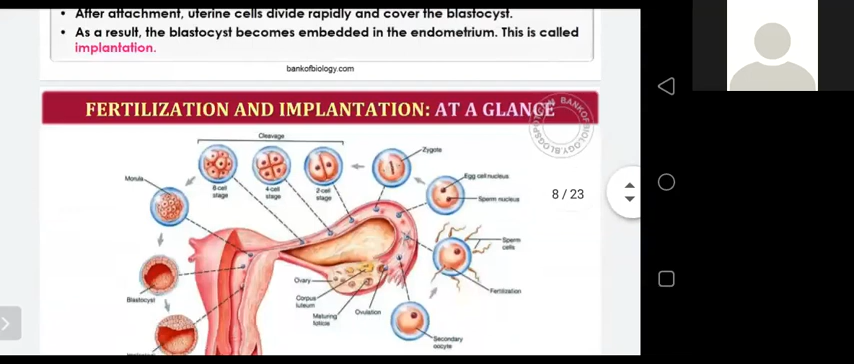 • After attachment, uterine cells divide rapidly and cover the blastocyst.
• As a result, the blastocyst becomes embedded in the endometrium. This is called
implantation.
bankofbiology.com
FERTILIZATION AND IMPLANTATION: AT A GLANCE
Cleavage
Zygote
Morula
8-cell
stage
4-cell
stage
2-cell
stage
Egg cell nucleus
Sperm nucleus
8 / 23
Sperm
cells
Blastocyst
Ovary
Corpus
luteum
Maturing
follicle
Ovulation
Fertilization
Secondary
oocyte